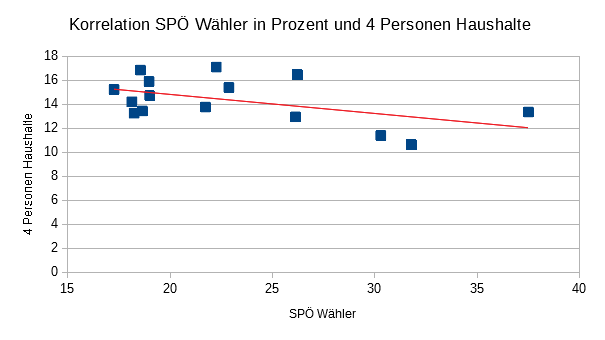 Korrelation SPÖ Wähler in Prozent und 4 Personen Haushalte
18
16
14
12
10
8
6
4
2
0
4 Personen Haushalte
15 20 25 30 35 40
SPÖ Wähler